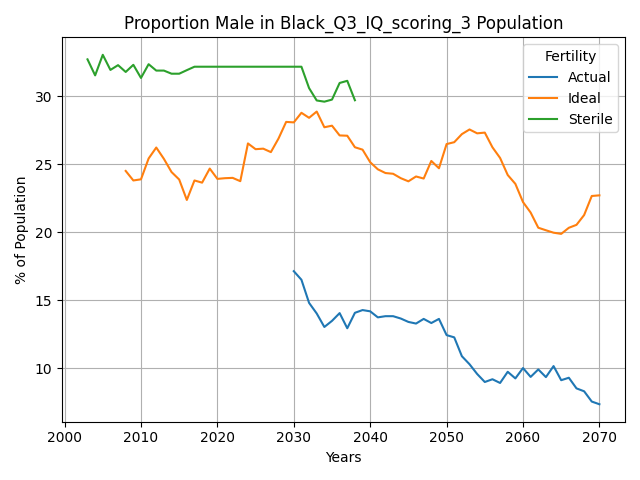 Proportion Male in Black_Q3_IQ_scoring_3 Population
Fertility
Actual
Ideal
Sterile
% of Population
30
25
20
15
10
2000 2010 2020 2030 2040 2050 2060 2070
Years